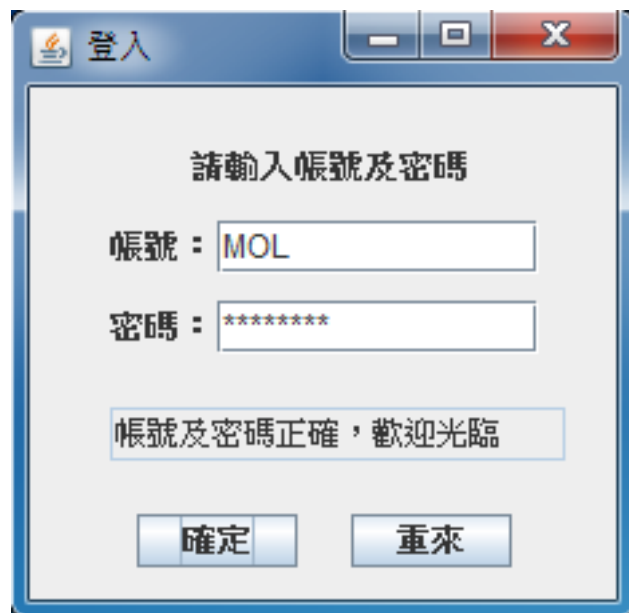 登入
請輸入帳號及密碼
帳號：MOL
密碼：********
帳號及密碼正確，歡迎光臨
確定 重來